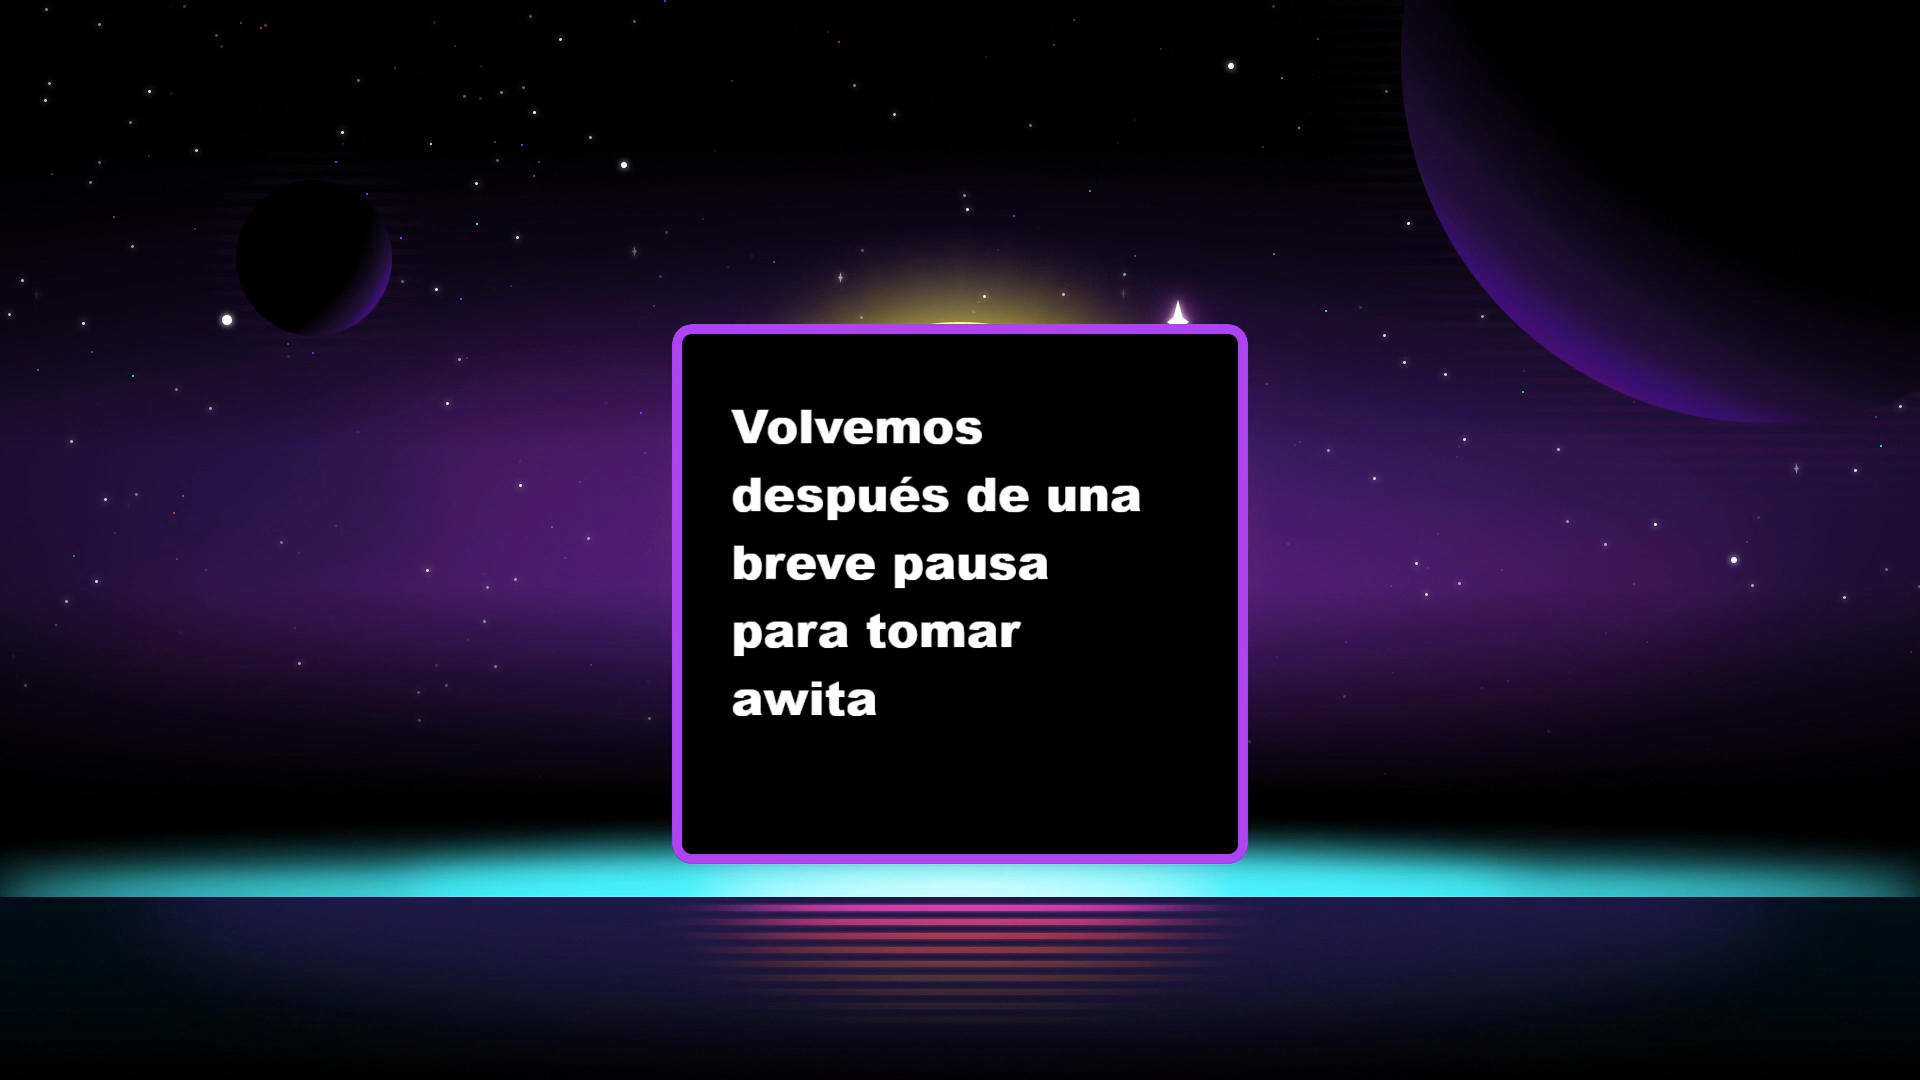 Volvemos
después de una
breve pausa
para tomar
awita